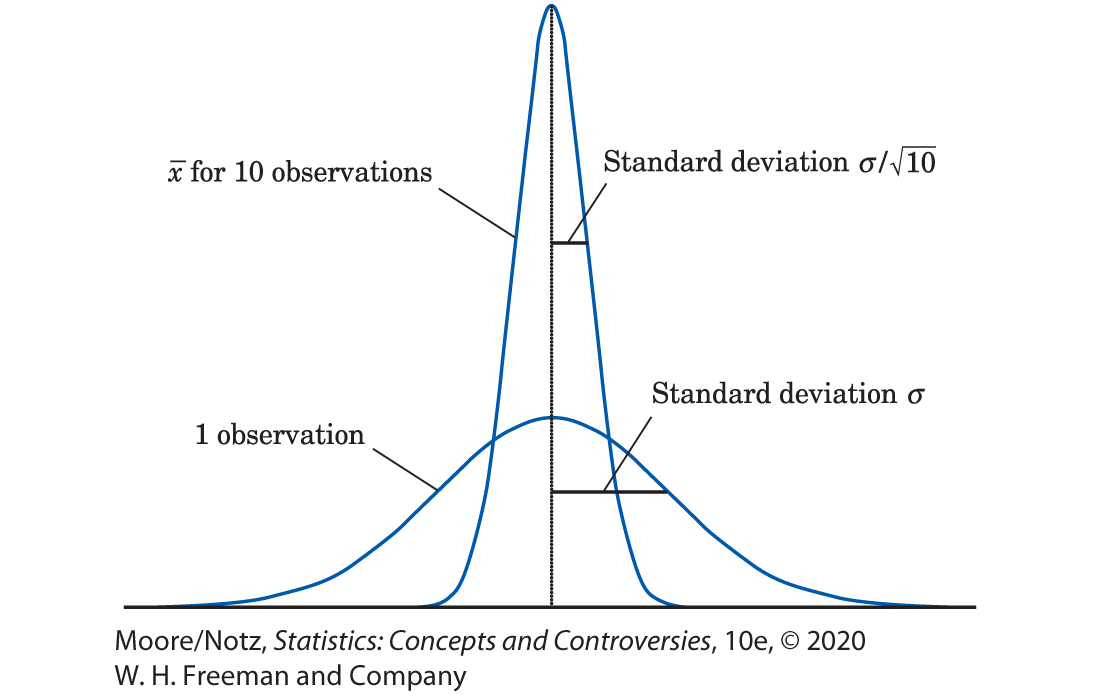 Standard deviation σ/√10
x̄ for 10 observations
Standard deviation σ
1 observation
Moore/Notz, Statistics: Concepts and Controversies, 10e, © 2020
W. H. Freeman and Company